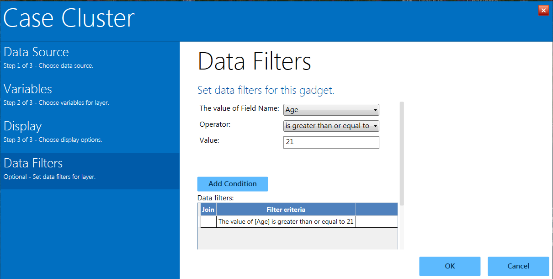 Case Cluster
Data Source
Step 1 of 3 - Choose data source.
Variables
Step 2 of 3 - Choose variables for layer.
Display
Step 3 of 3 - Choose display options.
Data Filters
Optional - Set data filters for layer.
Data Filters
Set data filters for this gadget.
The value of Field Name: Age
Operator: is greater than or equal to
Value: 21
Add Condition
Data filters:
Join Filter criteria
The value of [Age] is greater than or equal to 21
OK Cancel